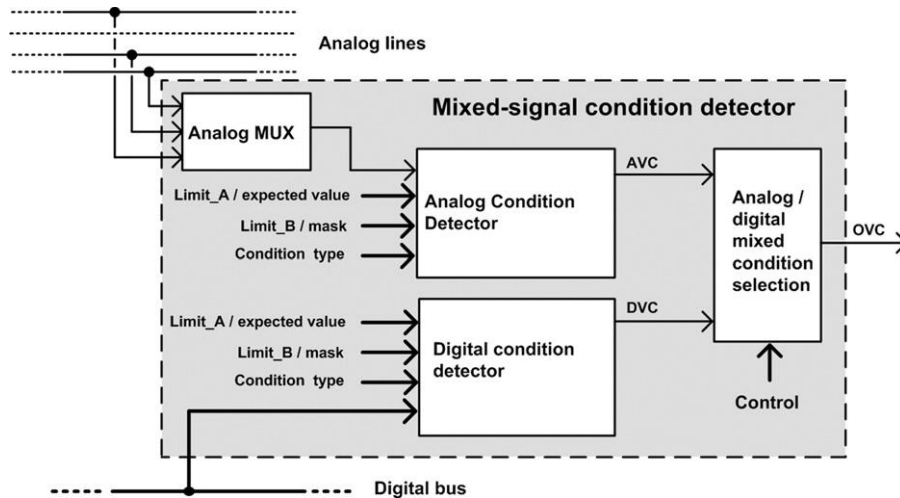 Analog lines
Mixed-signal condition detector
Analog MUX
AVC
Limit_A / expected value
Limit_B / mask
Condition type
Analog Condition
Detector
Analog /
digital
mixed
condition
selection
OVC
DVC
Limit_A / expected value
Limit_B / mask
Condition type
Digital condition
detector
Control
Digital bus